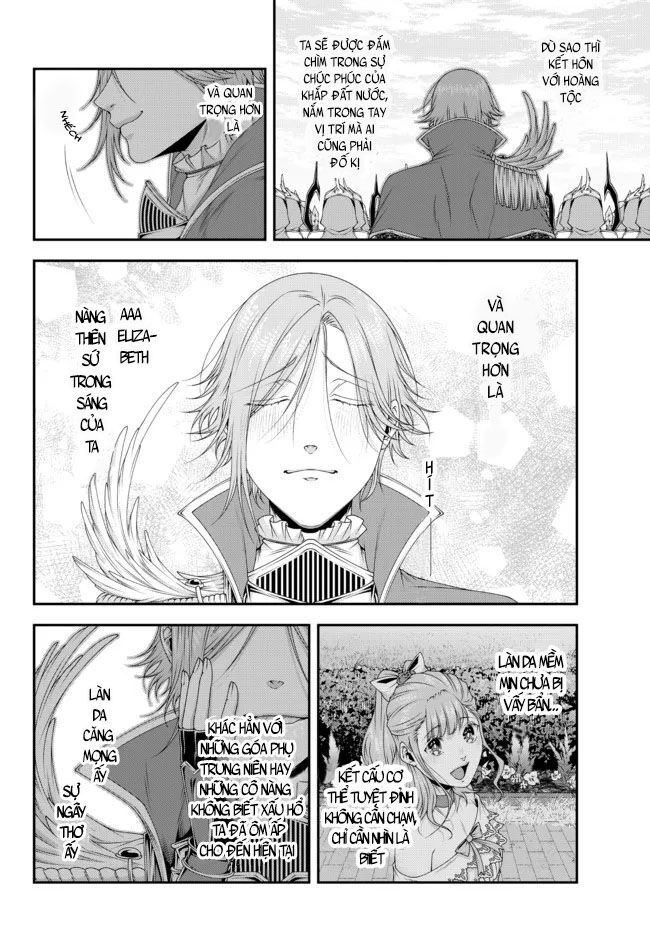 DÙ SAO THÌ
KẾT HÔN
VỚI HOÀNG
TỘC
TA SẼ ĐƯỢC ĐẮM
CHÌM TRONG SỰ
CHÚC PHÚC CỦA
KHẮP ĐẤT NƯỚC,
NẮM TRONG TAY
VỊ TRÍ MÀ AI
CŨNG PHẢI
ĐỐ KỊ
VÀ QUAN
TRỌNG HƠN
LÀ
NHẾCH
VÀ
QUAN
TRỌNG
HƠN
LÀ
HÍT
AAA
ELIZA-
BETH
NÀNG
THIÊN
SỨ
TRONG
SÁNG
CỦA
TA
LÀN DA MỀM
MỊN CHƯA BỊ
VẤY BẨN...
KẾT CẤU CƠ
THỂ TUYỆT ĐỈNH
KHÔNG CẦN CHẠM,
CHỈ CẦN NHÌN LÀ
BIẾT
KHÁC HẲN VỚI
NHỮNG GÓA PHỤ
TRUNG NIÊN HAY
NHỮNG CÔ NÀNG
KHÔNG BIẾT XẤU HỔ
TA ĐÃ ÔM ẤP
CHO ĐẾN HIỆN TẠI
LÀN
DA
CĂNG
MỌNG
ẤY
SỰ
NGÂY
THƠ
ẤY